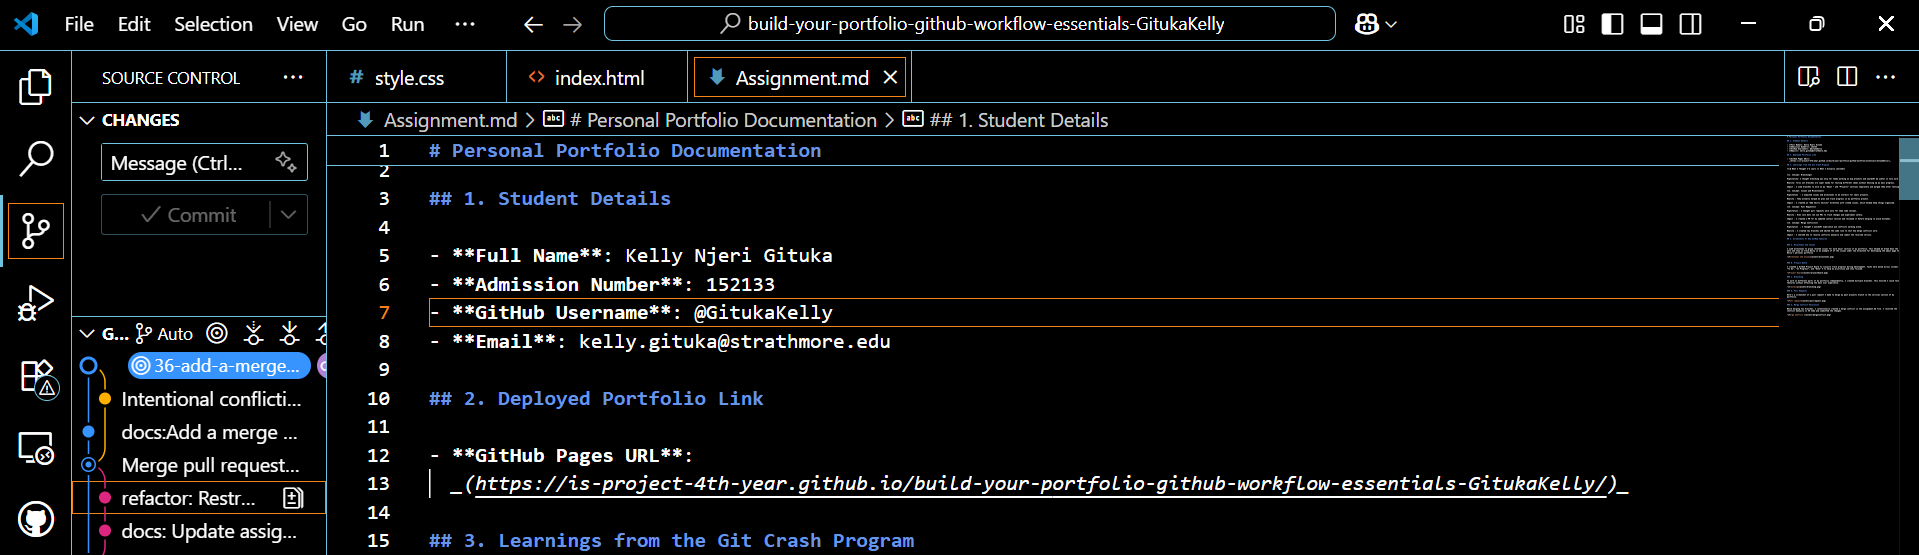 File Edit Selection View Go Run ···
build-your-portfolio-github-workflow-essentials-GitukaKelly
SOURCE CONTROL ···
# style.css
<> index.html
Assignment.md
Assignment.md > # Personal Portfolio Documentation > ## 1. Student Details
CHANGES
Message (Ctrl...
Commit
G... Auto
36-add-a-merge...
Intentional conflicti...
docs:Add a merge ...
Merge pull request...
refactor: Restr...
docs: Update assig...
1 # Personal Portfolio Documentation
2
3 ## 1. Student Details
4
5 - **Full Name**: Kelly Njeri Gituka
6 - **Admission Number**: 152133
7 - **GitHub Username**: @GitukaKelly
8 - **Email**: kelly.gituka@strathmore.edu
9
10 ## 2. Deployed Portfolio Link
11
12 - **GitHub Pages URL**:
13 _(https://is-project-4th-year.github.io/build-your-portfolio-github-workflow-essentials-GitukaKelly/)_
14
15 ## 3. Learnings from the Git Crash Program